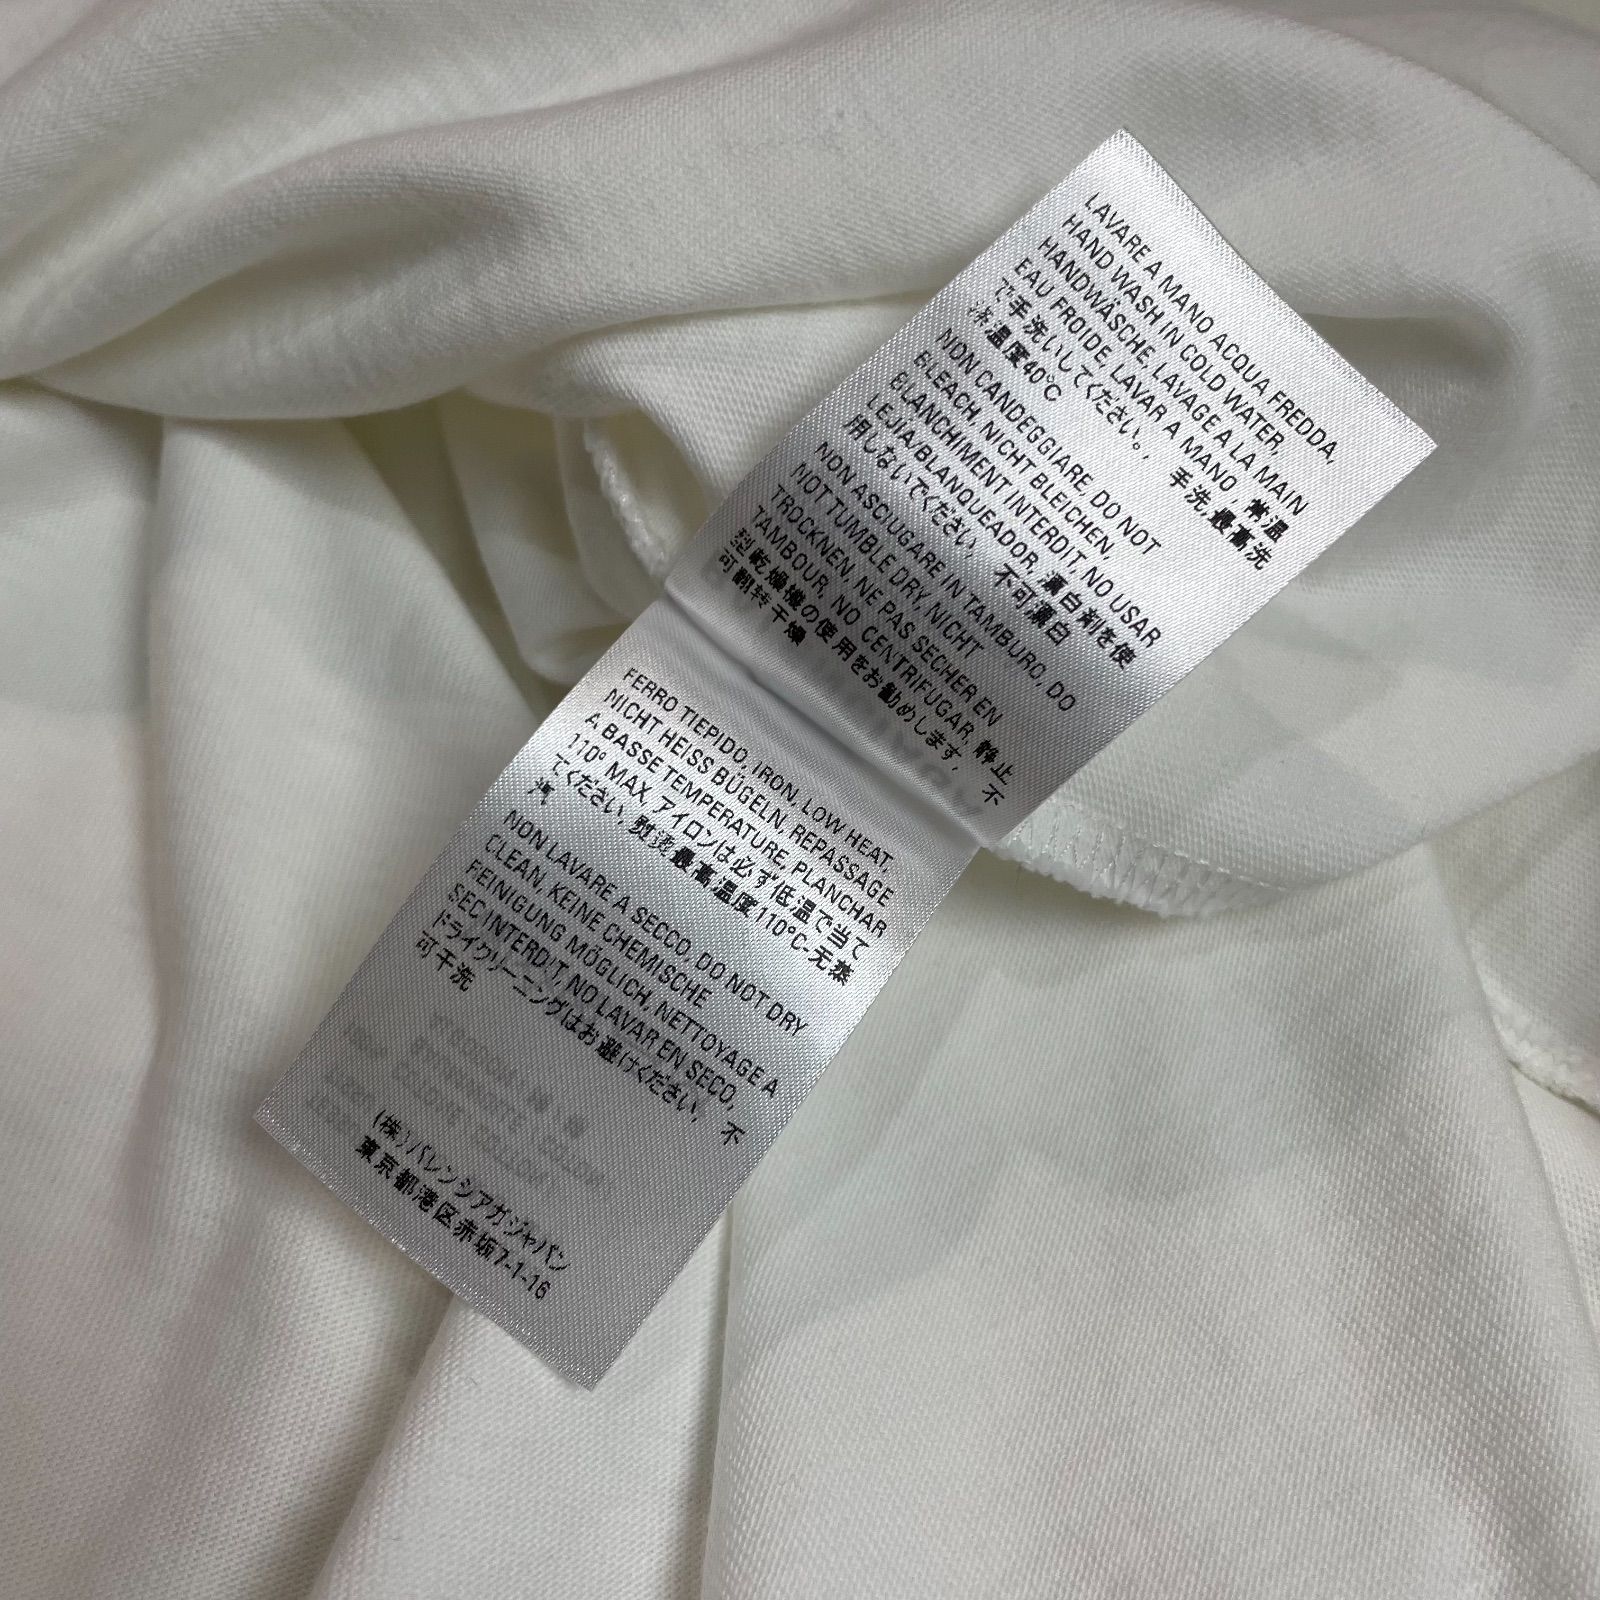 LAVARE A MANO ACQUA FREDDA,
HAND WASH IN COLD WATER,
HANDWÄSCHE, LAVAGE A LA MAIN
EAU FROIDE, LAVAR A MANO, 常温
で手洗いしてください。, 手洗,最高洗
涤温度40℃
NON CANDEGGIARE, DO NOT
BLEACH, NICHT BLEICHEN,
BLANCHIMENT INTERDIT, NO USAR
LEJIA/BLANQUEADOR, 漂白剤を使
用しないでください, 不可漂白
NON ASCIUGARE IN TAMBURO, DO
NOT TUMBLE DRY, NICHT
TROCKNEN, NE PAS SECHER EN
TAMBOUR, NO CENTRIFUGAR, 静止
型乾燥機の使用をお勧めします, 不
可翻转干燥
FERRO TIEPIDO, IRON, LOW HEAT,
NICHT HEISS BÜGELN, REPASSAGE
A BASSE TEMPERATURE, PLANCHAR
110° MAX, アイロンは必ず低温で当て
てください, 熨烫最高温度110℃-无蒸
汽
NON LAVARE A SECCO, DO NOT DRY
CLEAN, KEINE CHEMISCHE
REINIGUNG MÖGLICH, NETTOYAGE A
SEC INTERDIT, NO LAVAR EN SECO,
ドライクリーニングはお避けください, 不
可干洗
(株)バレンシアガジャパン
東京都港区赤坂7-1-16